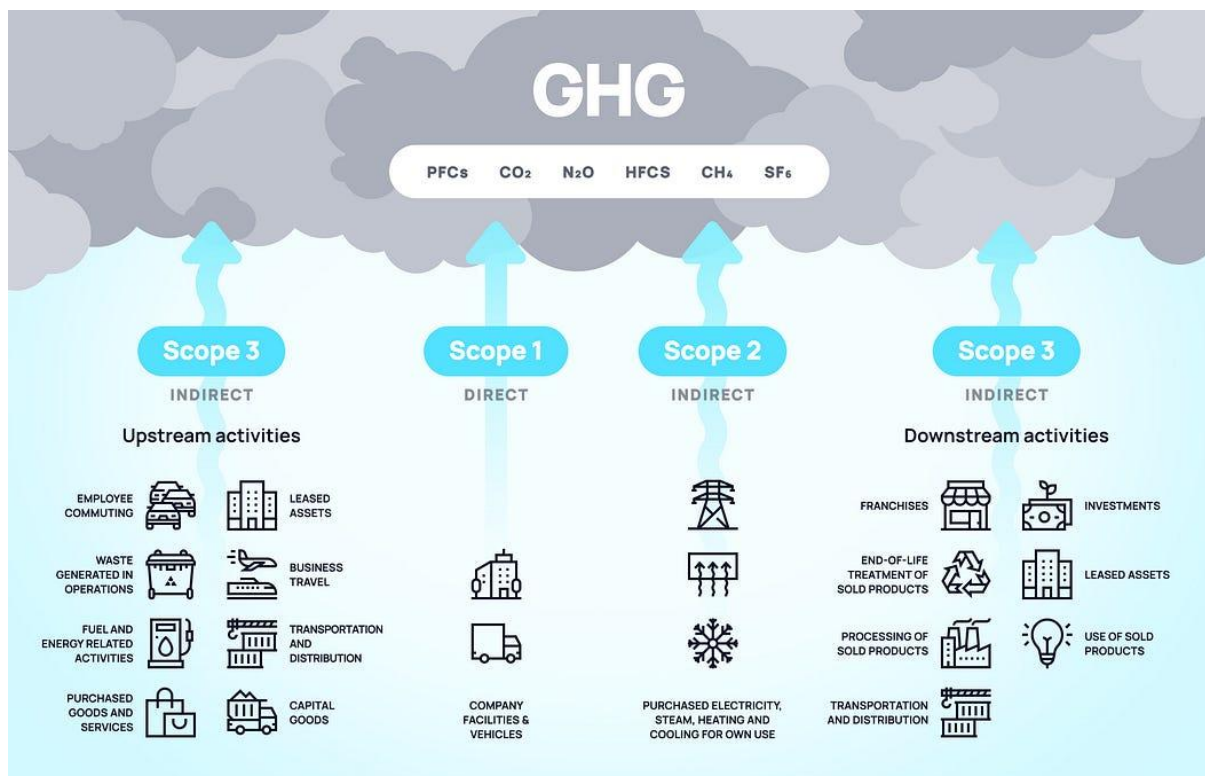 GHG
PFCs CO₂ N₂O HFCS CH₄ SF₆
Scope 3
INDIRECT
Upstream activities
EMPLOYEE
COMMUTING
LEASED
ASSETS
WASTE
GENERATED IN
OPERATIONS
BUSINESS
TRAVEL
FUEL AND
ENERGY RELATED
ACTIVITIES
TRANSPORTATION
AND
DISTRIBUTION
PURCHASED
GOODS AND
SERVICES
CAPITAL
GOODS
Scope 1
DIRECT
COMPANY
FACILITIES &
VEHICLES
Scope 2
INDIRECT
PURCHASED ELECTRICITY,
STEAM, HEATING AND
COOLING FOR OWN USE
Scope 3
INDIRECT
Downstream activities
FRANCHISES
INVESTMENTS
END-OF-LIFE
TREATMENT OF
SOLD PRODUCTS
LEASED ASSETS
PROCESSING OF
SOLD PRODUCTS
USE OF SOLD
PRODUCTS
TRANSPORTATION
AND DISTRIBUTION